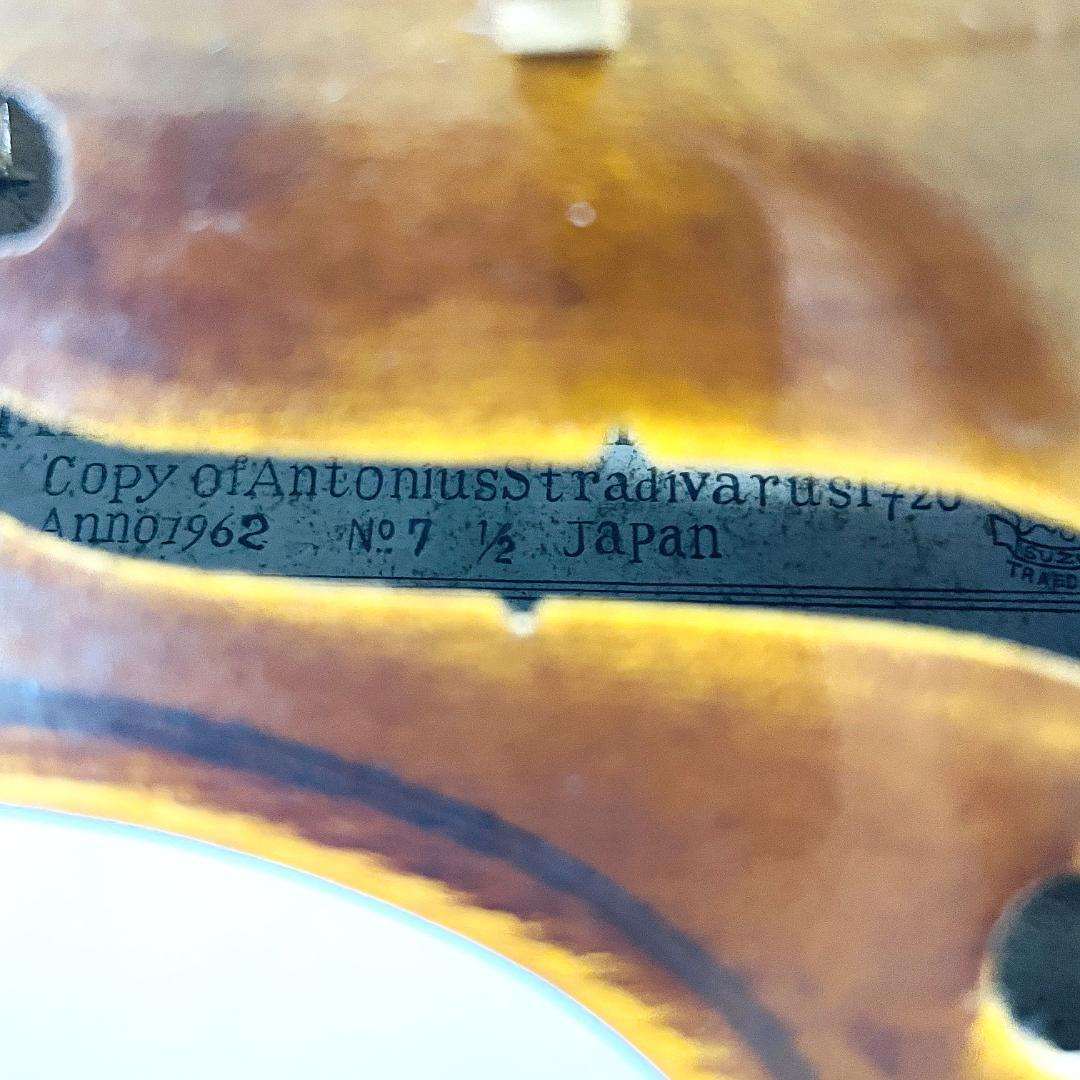 Copy of Antonius Stradivarus 1720
Anno 1962 Nº 7 1/2 Japan